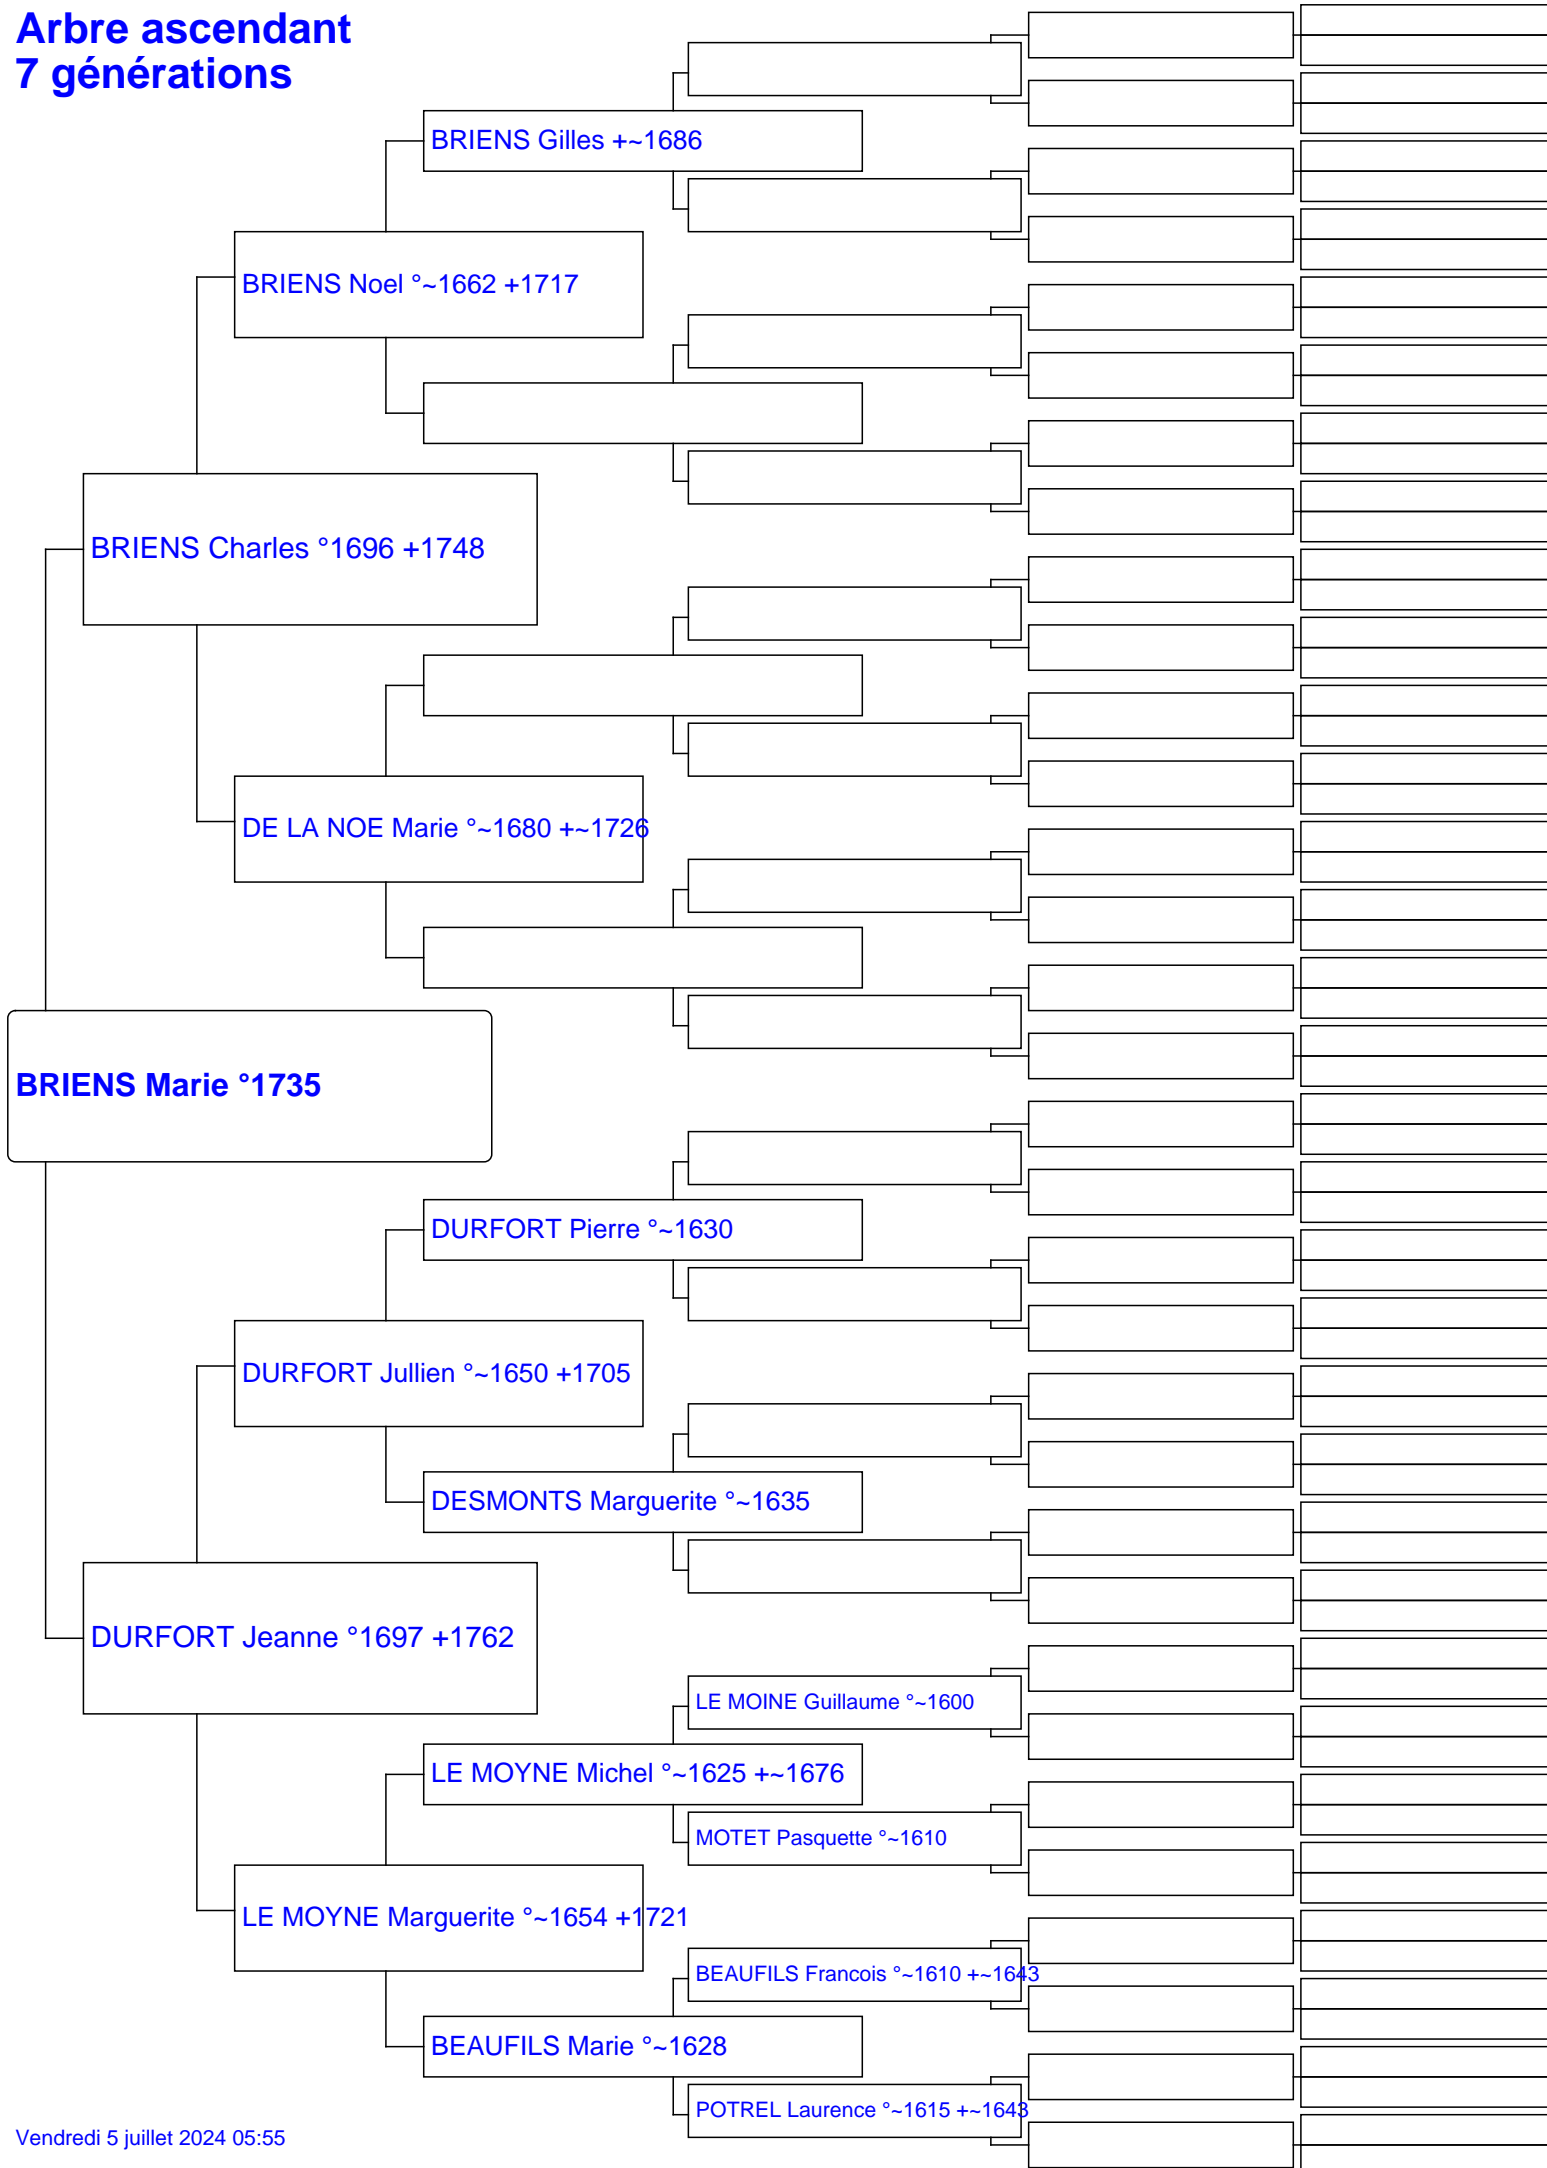 Arbre ascendant
7 générations
BRIENS Gilles +~1686
BRIENS Noel °~1662 +1717
BRIENS Charles °1696 +1748
DE LA NOE Marie °~1680 +~1726
BRIENS Marie °1735
DURFORT Pierre °~1630
DURFORT Jullien °~1650 +1705
DESMONTS Marguerite °~1635
DURFORT Jeanne °1697 +1762
LE MOINE Guillaume °~1600
LE MOYNE Michel °~1625 +~1676
MOTET Pasquette °~1610
LE MOYNE Marguerite °~1654 +1721
BEAUFILS Francois °~1610 +~1643
BEAUFILS Marie °~1628
POTREL Laurence °~1615 +~1643
Vendredi 5 juillet 2024 05:55